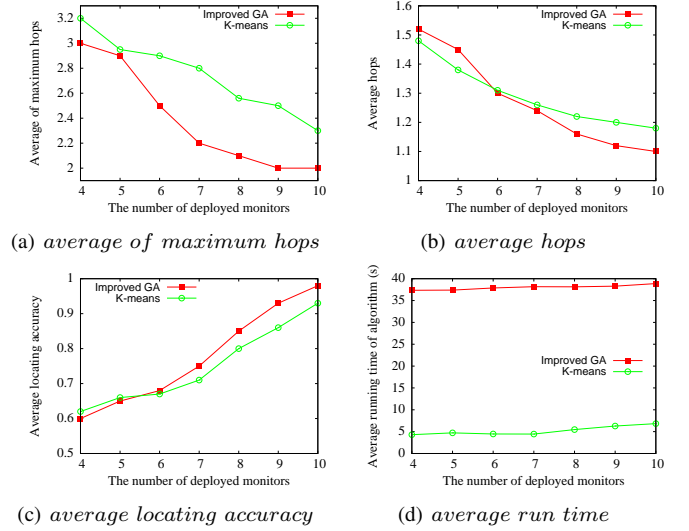 Improved GA
K-means
Average of maximum hops
3.2
3
2.8
2.6
2.4
2.2
2
4 5 6 7 8 9 10
The number of deployed monitors
(a) average of maximum hops
Improved GA
K-means
Average hops
1.6
1.5
1.4
1.3
1.2
1.1
1
4 5 6 7 8 9 10
The number of deployed monitors
(b) average hops
Improved GA
K-means
Average locating accuracy
1
0.9
0.8
0.7
0.6
0.5
4 5 6 7 8 9 10
The number of deployed monitors
(c) average locating accuracy
Improved GA
K-means
Average running time of algorithm (s)
40
35
30
25
20
15
10
5
0
4 5 6 7 8 9 10
The number of deployed monitors
(d) average run time